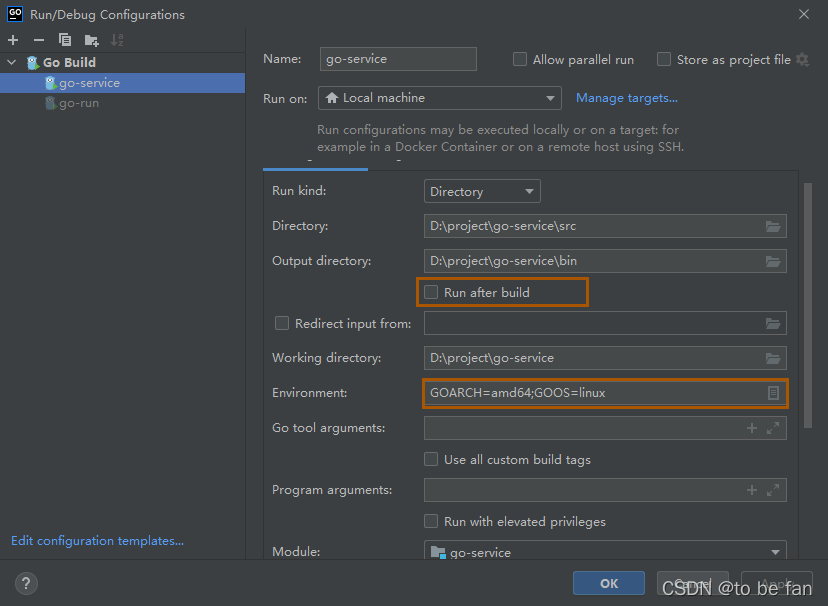 GO Run/Debug Configurations
Go Build
go-service
go-run
Edit configuration templates...
Name: go-service Allow parallel run Store as project file
Run on: Local machine Manage targets...
Run configurations may be executed locally or on a target: for
example in a Docker Container or on a remote host using SSH.
Run kind: Directory
Directory: D:\project\go-service\src
Output directory: D:\project\go-service\bin
Run after build
Redirect input from:
Working directory: D:\project\go-service
Environment: GOARCH=amd64;GOOS=linux
Go tool arguments:
Use all custom build tags
Program arguments:
Run with elevated privileges
Module: go-service
? OK Cancel Apply
CSDN @to be fan